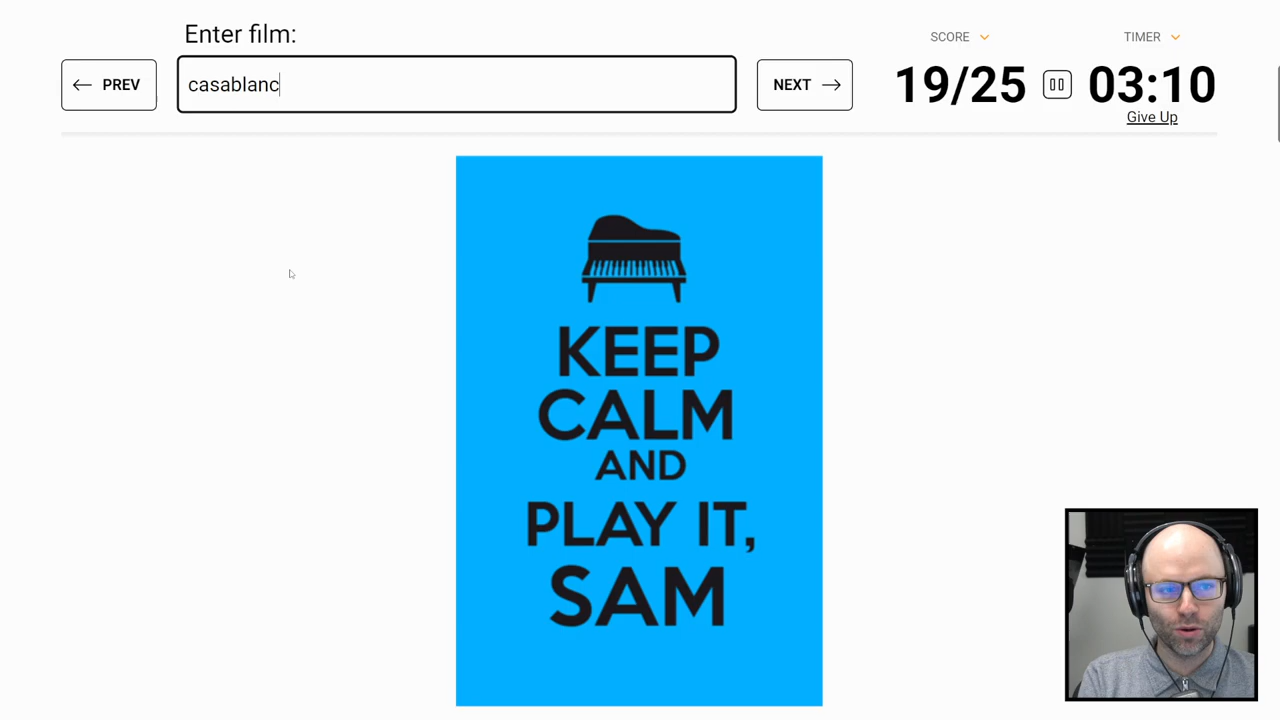 Enter film:
SCORE
TIMER
PREV
casablanc
NEXT
19/25
03:10
Give Up
KEEP
CALM
AND
PLAY IT,
SAM